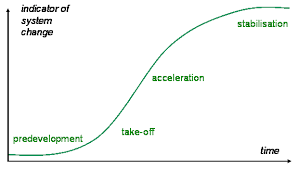 indicator of
system
change
stabilisation
acceleration
take-off
predevelopment
time